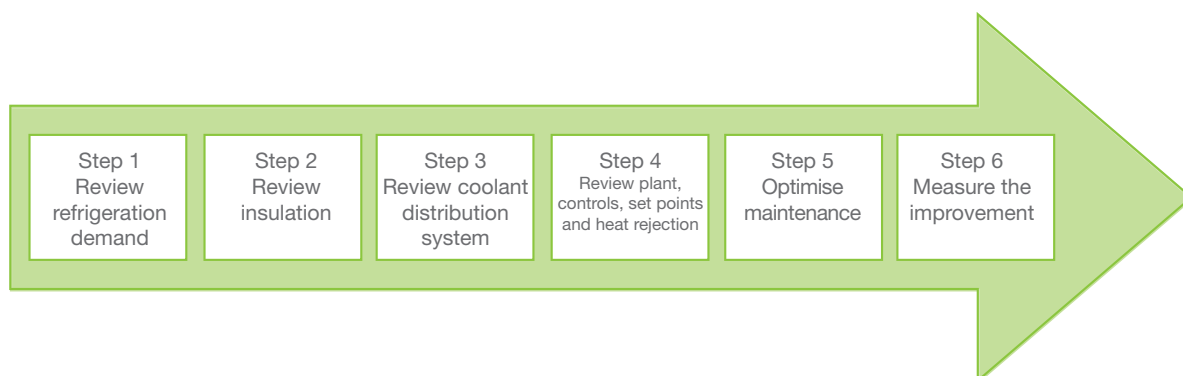 Step 1
Review
refrigeration
demand
Step 2
Review
insulation
Step 3
Review coolant
distribution
system
Step 4
Review plant,
controls, set points
and heat rejection
Step 5
Optimise
maintenance
Step 6
Measure the
improvement